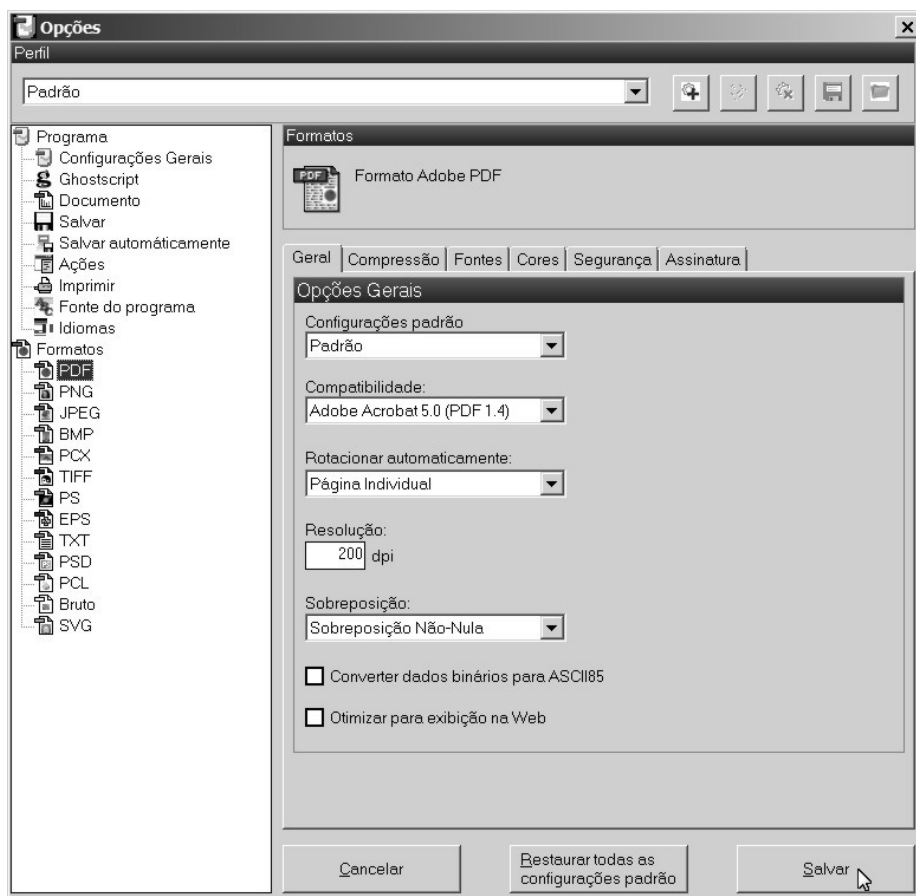 Opções
Perfil
Padrão
Programa
Configurações Gerais
Ghostscript
Documento
Salvar
Salvar automáticamente
Ações
Imprimir
Fonte do programa
Idiomas
Formatos
PDF
PNG
JPEG
BMP
PCX
TIFF
PS
EPS
TXT
PSD
PCL
Bruto
SVG
Formatos
PDF
Formato Adobe PDF
Geral Compressão Fontes Cores Segurança Assinatura
Opções Gerais
Configurações padrão
Padrão
Compatibilidade:
Adobe Acrobat 5.0 (PDF 1.4)
Rotacionar automaticamente:
Página Individual
Resolução:
200 dpi
Sobreposição:
Sobreposição Não-Nula
Converter dados binários para ASCII85
Otimizar para exibição na Web
Cancelar
Restaurar todas as
configurações padrão
Salvar